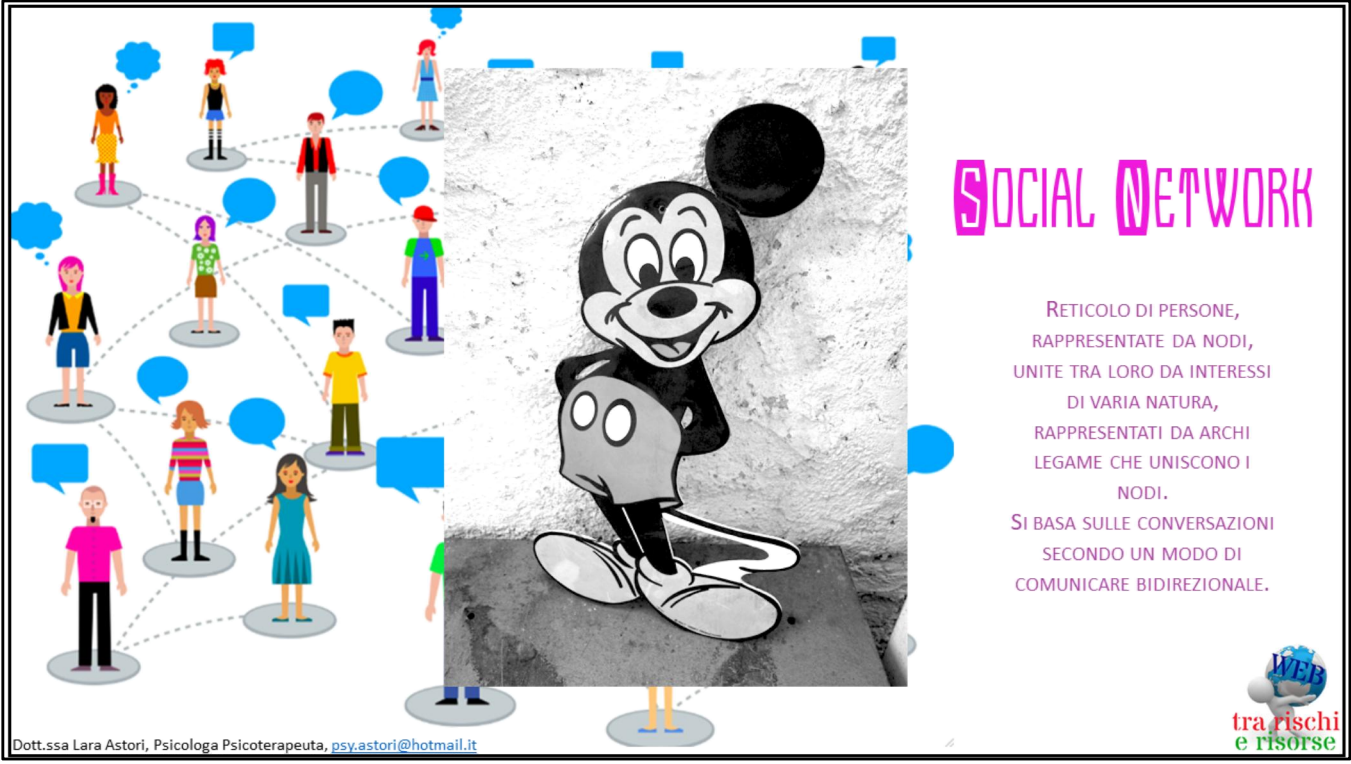 Social Network
Reticolo di persone,
rappresentate da nodi,
unite tra loro da interessi
di varia natura,
rappresentati da archi
legame che uniscono i
nodi.
Si basa sulle conversazioni
secondo un modo di
comunicare bidirezionale.
WEB
tra rischi
e risorse
Dott.ssa Lara Astori, Psicologa Psicoterapeuta, psy.astori@hotmail.it